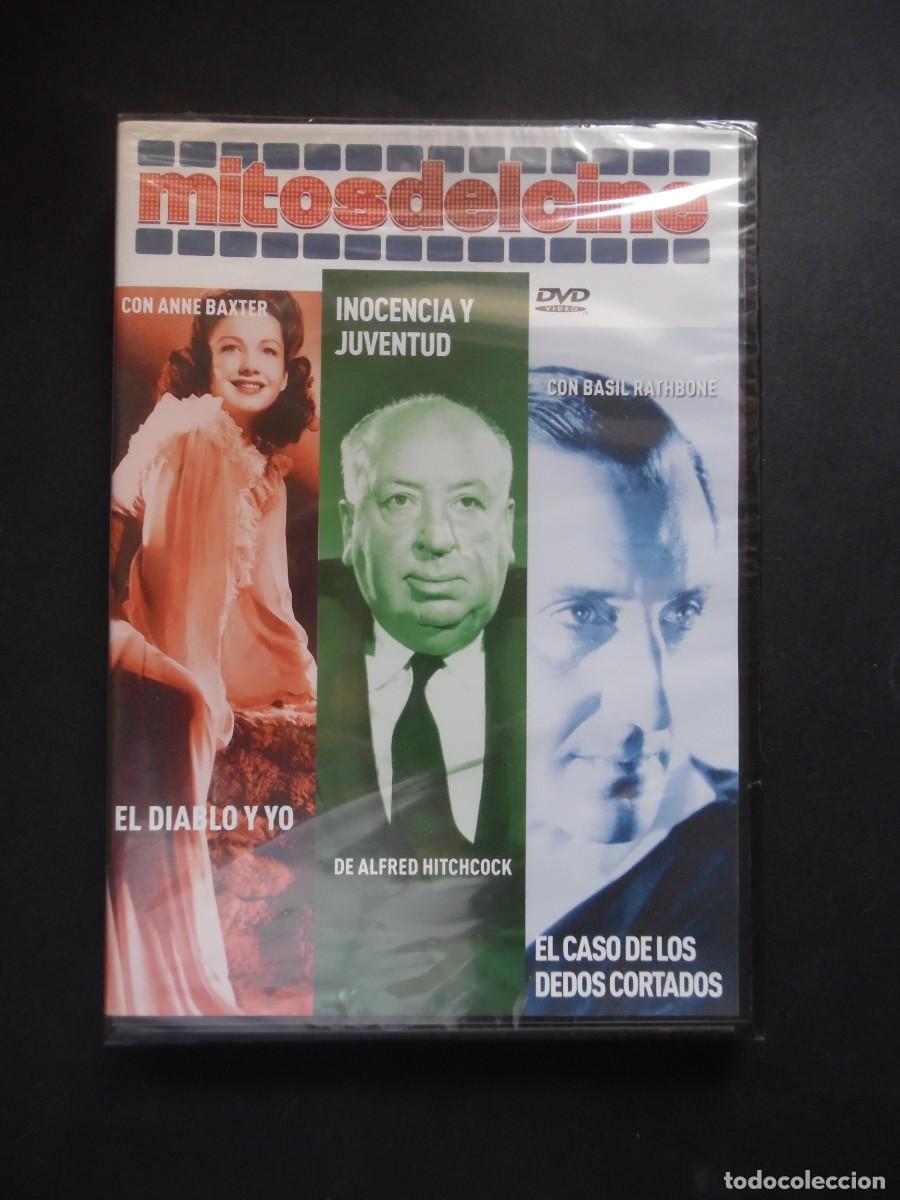 mitosdelcine
CON ANNE BAXTER
EL DIABLO Y YO
INOCENCIA Y
JUVENTUD
DE ALFRED HITCHCOCK
DVD
VIDEO
CON BASIL RATHBONE
EL CASO DE LOS
DEDOS CORTADOS
todocoleccion